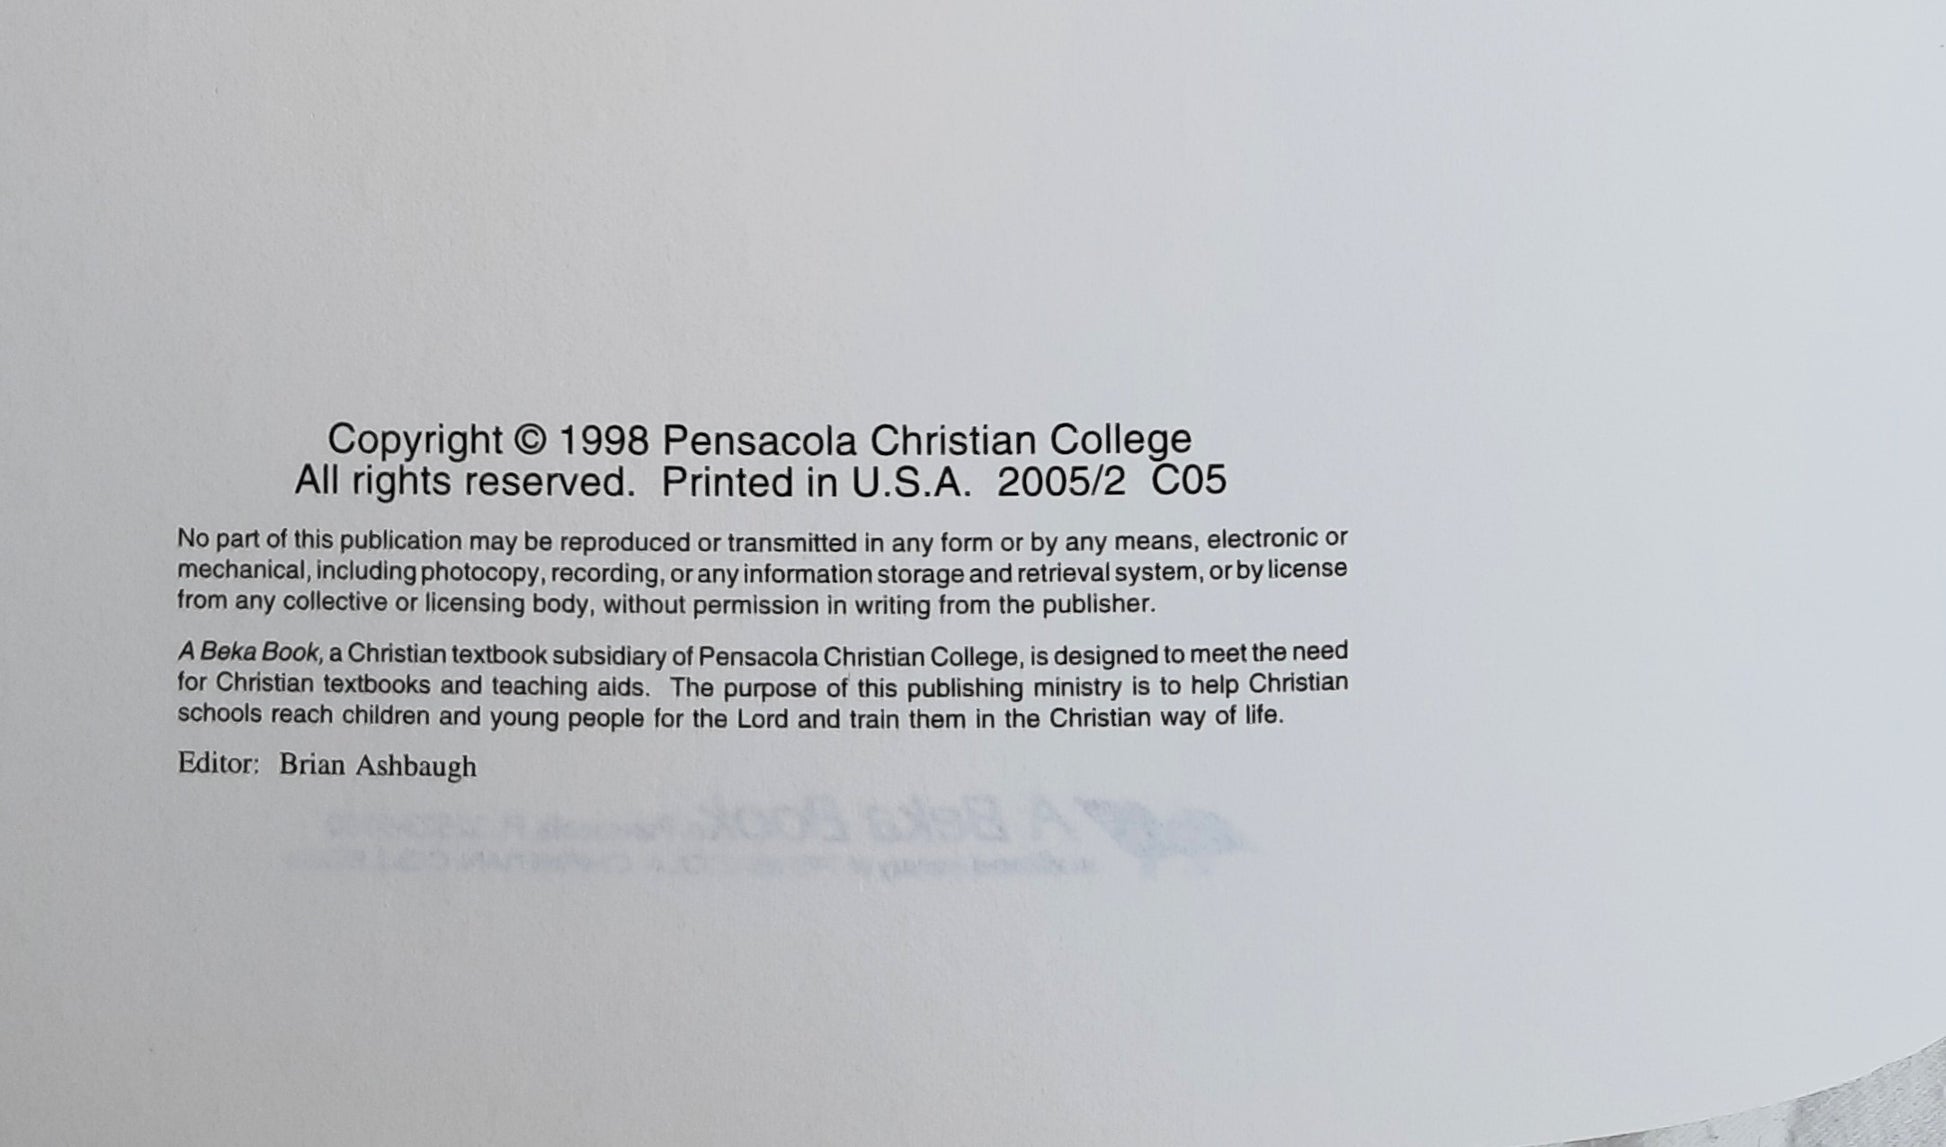 Copyright © 1998 Pensacola Christian College
All rights reserved. Printed in U.S.A. 2005/2 C05
No part of this publication may be reproduced or transmitted in any form or by any means, electronic or
mechanical, including photocopy, recording, or any information storage and retrieval system, or by license
from any collective or licensing body, without permission in writing from the publisher.
A Beka Book, a Christian textbook subsidiary of Pensacola Christian College, is designed to meet the need
for Christian textbooks and teaching aids. The purpose of this publishing ministry is to help Christian
schools reach children and young people for the Lord and train them in the Christian way of life.
Editor: Brian Ashbaugh
A Beka Book